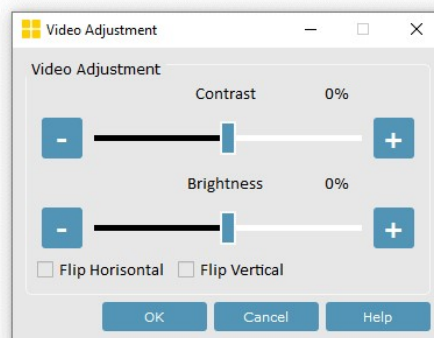 Video Adjustment
Video Adjustment
Contrast 0%
- +
Brightness 0%
- +
Flip Horisontal Flip Vertical
OK Cancel Help